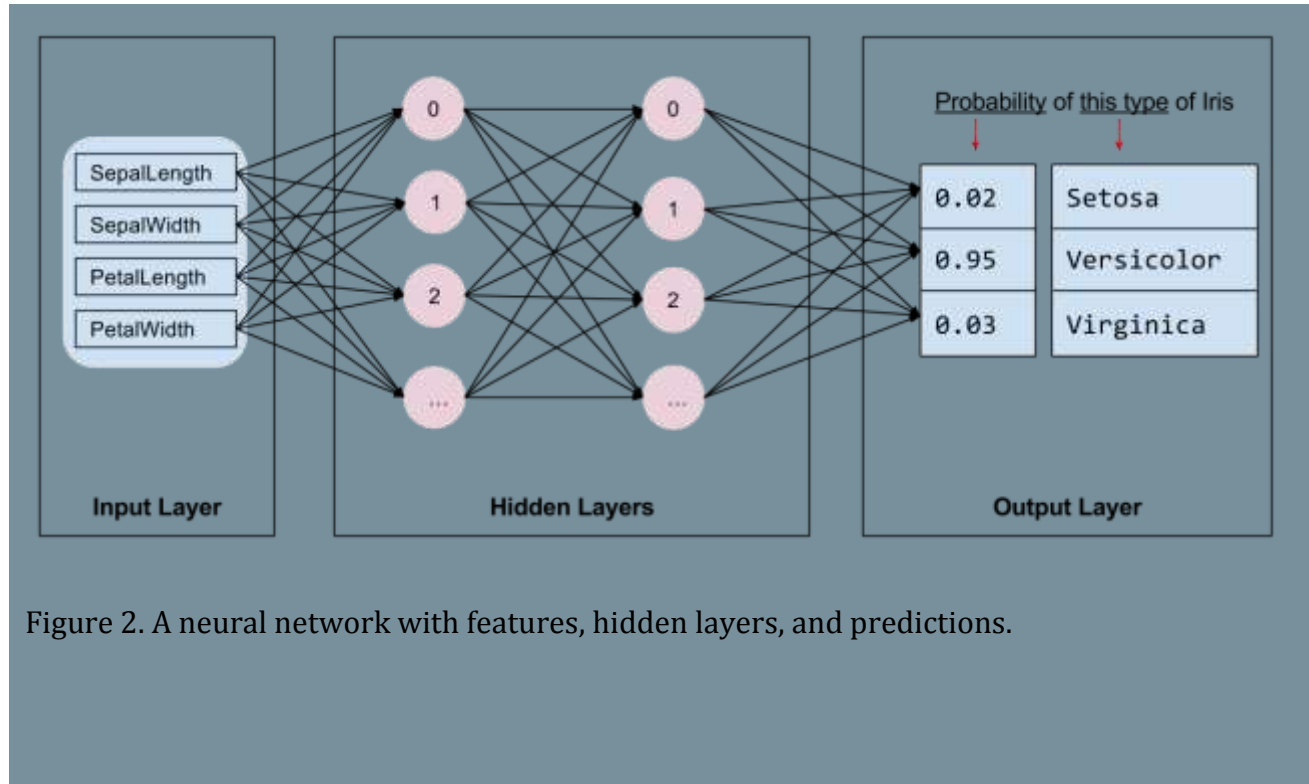 SepalLength
SepalWidth
PetalLength
PetalWidth
Input Layer
0
1
2
...
0
1
2
...
Hidden Layers
Probability of this type of Iris
0.02 Setosa
0.95 Versicolor
0.03 Virginica
Output Layer
Figure 2. A neural network with features, hidden layers, and predictions.